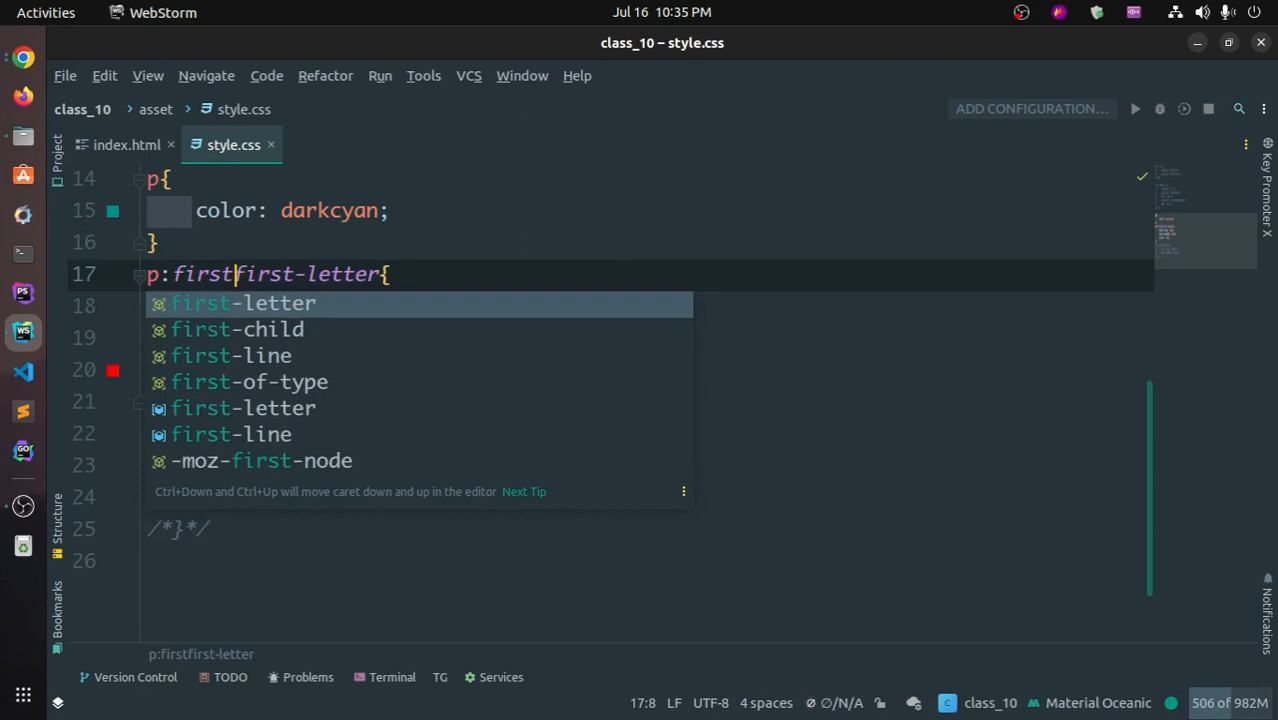 Activities
WebStorm
Jul 16 10:35 PM
class_10 – style.css
File Edit View Navigate Code Refactor Run Tools VCS Window Help
class_10 asset style.css
ADD CONFIGURATION...
Project
index.html
style.css
Key Promoter X
14 p{
15 color: darkcyan;
16 }
17 p:firstfirst-letter{
18
19
20
21
22
23
24
25 /*}*/
26
first-letter
first-child
first-line
first-of-type
first-letter
first-line
-moz-first-node
Ctrl+Down and Ctrl+Up will move caret down and up in the editor Next Tip
Structure
Bookmarks
Notifications
p:firstfirst-letter
Version Control TODO Problems Terminal TG Services
17:8 LF UTF-8 4 spaces ∅/N/A class_10 Material Oceanic 506 of 982M